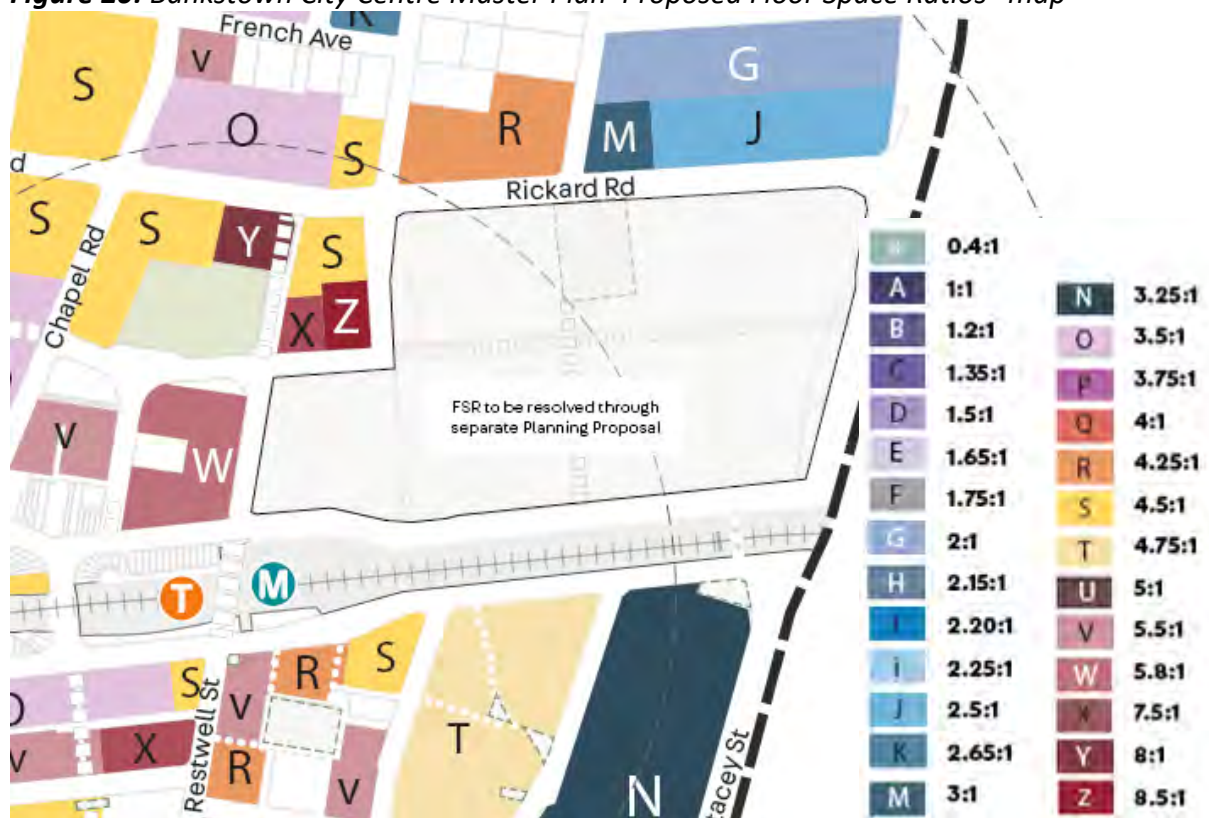 Figure 20: Bankstown City Centre Master Plan "Proposed Floor Space Ratios" map
K
French Ave
V
G
S
O
R
M
J
S
d
Rickard Rd
S
S
Y
S
Chapel Rd
X
Z
FSR to be resolved through
separate Planning Proposal
V
W
T
M
R
S
S
V
O
Restwell St
T
V
X
R
V
N
tacey St
0.4:1
A 1:1
B 1.2:1
C 1.35:1
D 1.5:1
E 1.65:1
F 1.75:1
G 2:1
H 2.15:1
I 2.20:1
i 2.25:1
J 2.5:1
K 2.65:1
M 3:1
N 3.25:1
O 3.5:1
P 3.75:1
Q 4:1
R 4.25:1
S 4.5:1
T 4.75:1
U 5:1
V 5.5:1
W 5.8:1
X 7.5:1
Y 8:1
Z 8.5:1